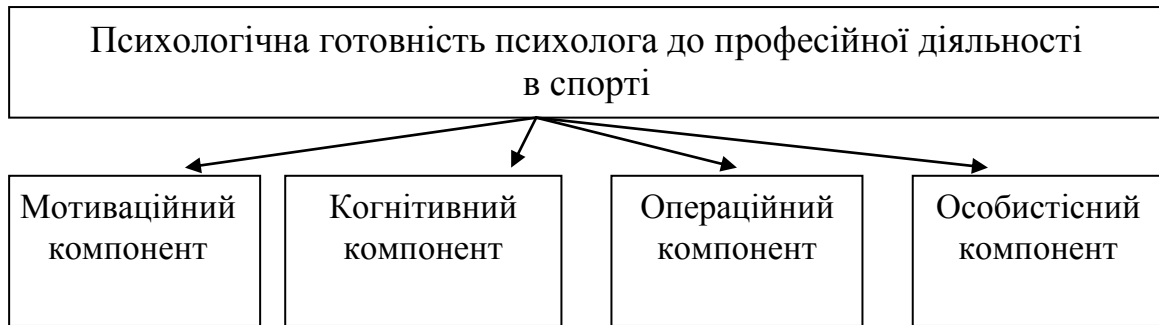 Психологічна готовність психолога до професійної діяльності
в спорті
Мотиваційний
компонент
Когнітивний
компонент
Операційний
компонент
Особистісний
компонент